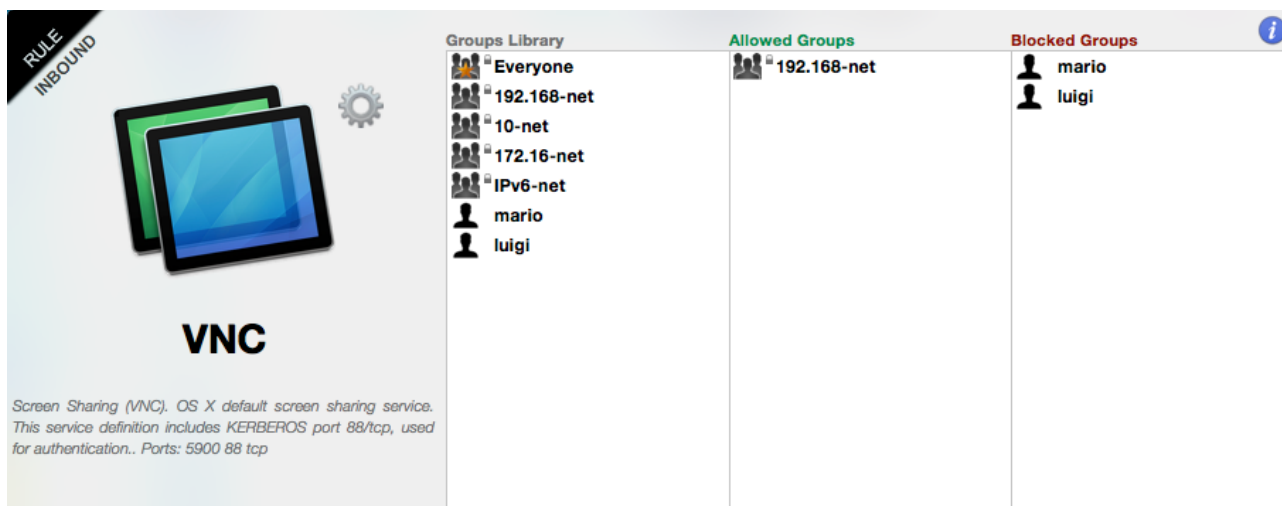 RULE
INBOUND
VNC
Screen Sharing (VNC). OS X default screen sharing service.
This service definition includes KERBEROS port 88/tcp, used
for authentication.. Ports: 5900 88 tcp
Groups Library
Everyone
192.168-net
10-net
172.16-net
IPv6-net
mario
luigi
Allowed Groups
192.168-net
Blocked Groups
mario
luigi
i